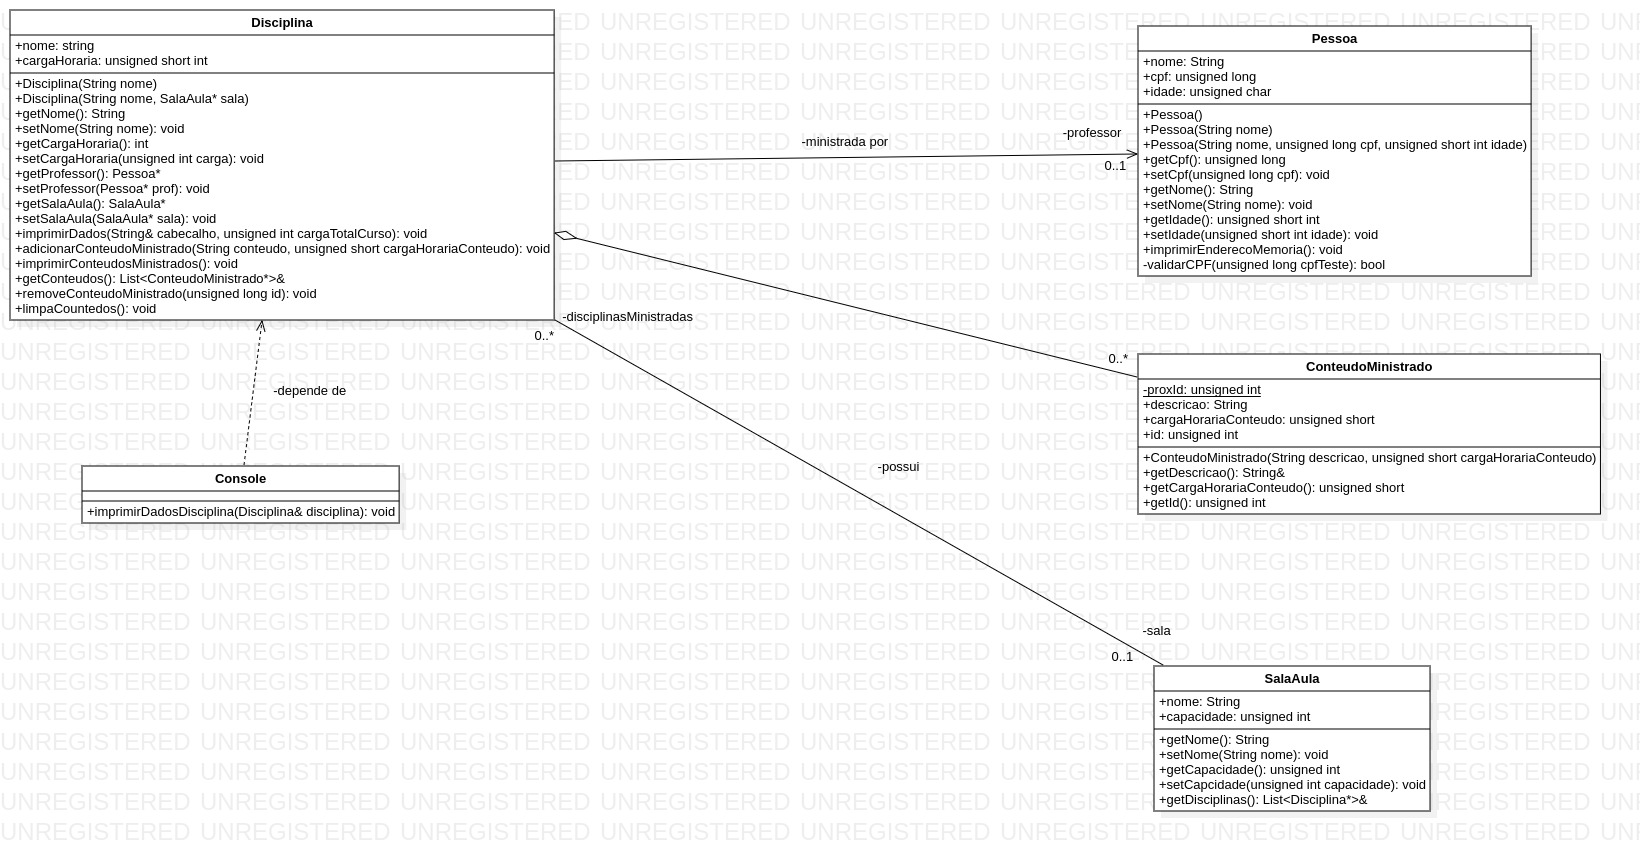 Disciplina
+nome: string
+cargaHoraria: unsigned short int
+Disciplina(String nome)
+Disciplina(String nome, SalaAula* sala)
+getNome(): String
+setNome(String nome): void
+getCargaHoraria(): int
+setCargaHoraria(unsigned int carga): void
+getProfessor(): Pessoa*
+setProfessor(Pessoa* prof): void
+getSalaAula(): SalaAula*
+setSalaAula(SalaAula* sala): void
+imprimirDados(String& cabecalho, unsigned int cargaTotalCurso): void
+adicionarConteudoMinistrado(String conteudo, unsigned short cargaHorariaConteudo): void
+imprimirConteudosMinistrados(): void
+getConteudos(): List<ConteudoMinistrado*>&
+removeConteudoMinistrado(unsigned long id): void
+limpaCountedos(): void
-ministrada por
-professor
0..1
Pessoa
+nome: String
+cpf: unsigned long
+idade: unsigned char
+Pessoa()
+Pessoa(String nome)
+Pessoa(String nome, unsigned long cpf, unsigned short int idade)
+getCpf(): unsigned long
+setCpf(unsigned long cpf): void
+getNome(): String
+setNome(String nome): void
+getIdade(): unsigned short int
+setIdade(unsigned short int idade): void
+imprimirEnderecoMemoria(): void
-validarCPF(unsigned long cpfTeste): bool
-disciplinasMinistradas
0..*
0..*
ConteudoMinistrado
-proxId: unsigned int
+descricao: String
+cargaHorariaConteudo: unsigned short
+id: unsigned int
+ConteudoMinistrado(String descricao, unsigned short cargaHorariaConteudo)
+getDescricao(): String&
+getCargaHorariaConteudo(): unsigned short
+getId(): unsigned int
-depende de
Console
+imprimirDadosDisciplina(Disciplina& disciplina): void
-possui
-sala
0..1
SalaAula
+nome: String
+capacidade: unsigned int
+getNome(): String
+setNome(String nome): void
+getCapacidade(): unsigned int
+setCapcidade(unsigned int capacidade): void
+getDisciplinas(): List<Disciplina*>&
UNREGISTERED